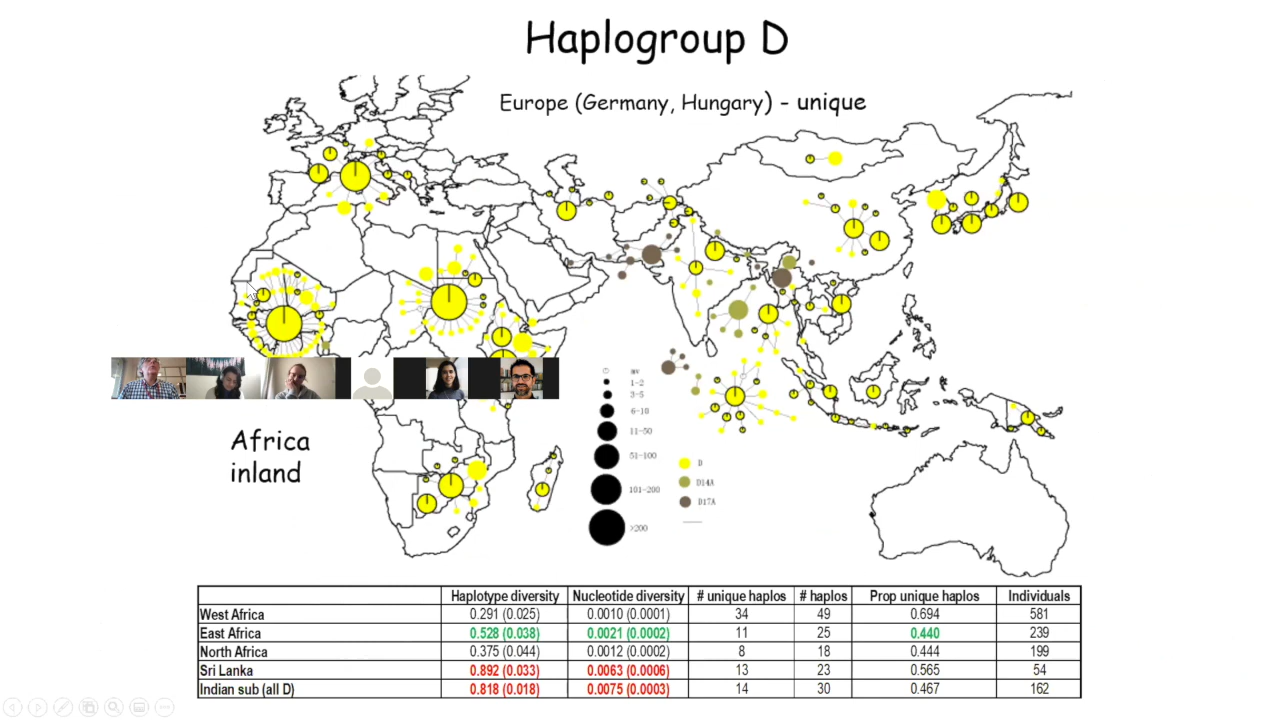 Haplogroup D
Europe (Germany, Hungary) - unique
Africa
inland
mv
1-2
3-5
6-10
11-50
51-100
101-200
>200
D
D14A
D17A
Haplotype diversity Nucleotide diversity # unique haplos # haplos Prop unique haplos Individuals
West Africa 0.291 (0.025) 0.0010 (0.0001) 34 49 0.694 581
East Africa 0.528 (0.038) 0.0021 (0.0002) 11 25 0.440 239
North Africa 0.375 (0.044) 0.0012 (0.0002) 8 18 0.444 199
Sri Lanka 0.892 (0.033) 0.0063 (0.0006) 13 23 0.565 54
Indian sub (all D) 0.818 (0.018) 0.0075 (0.0003) 14 30 0.467 162